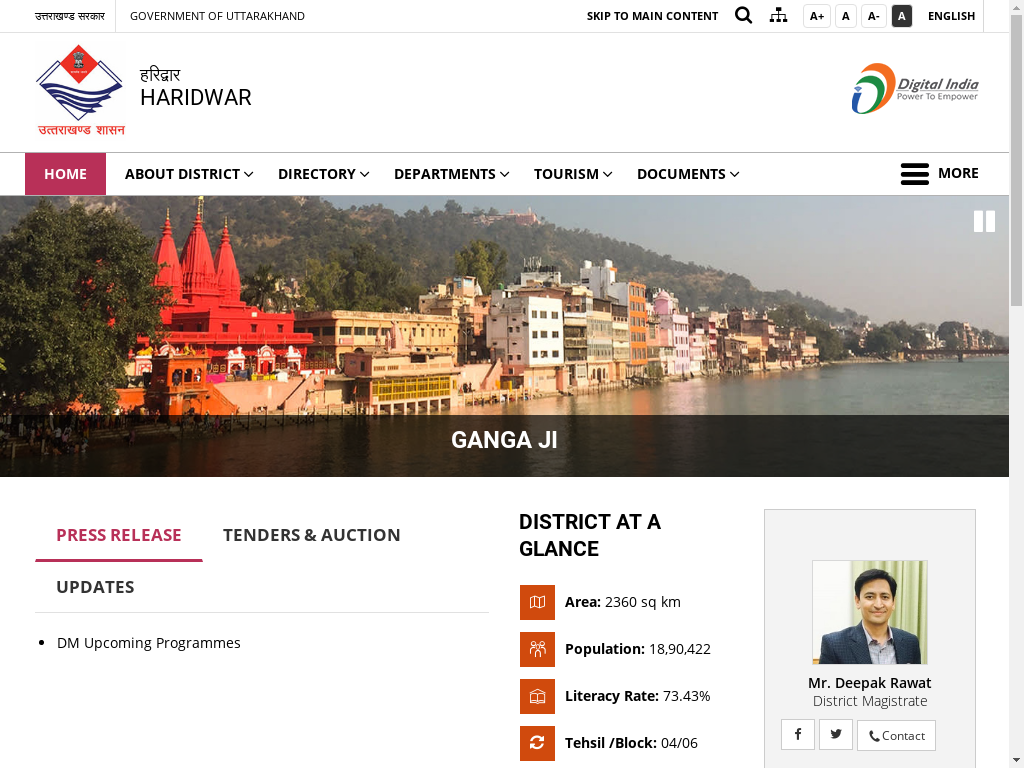 उत्तराखण्ड सरकार
GOVERNMENT OF UTTARAKHAND
SKIP TO MAIN CONTENT
A+
A
A-
A
ENGLISH
उत्तराखण्ड शासन
हरिद्वार
HARIDWAR
Digital India
Power To Empower
HOME
ABOUT DISTRICT
DIRECTORY
DEPARTMENTS
TOURISM
DOCUMENTS
MORE
GANGA JI
PRESS RELEASE
TENDERS & AUCTION
UPDATES
DM Upcoming Programmes
DISTRICT AT A
GLANCE
Area: 2360 sq km
Population: 18,90,422
Literacy Rate: 73.43%
Tehsil /Block: 04/06
Mr. Deepak Rawat
District Magistrate
Contact